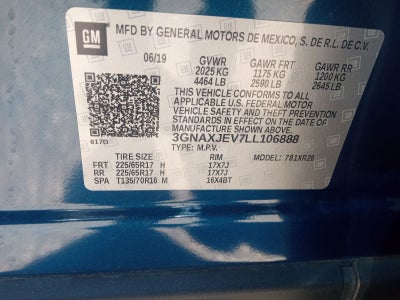 GM
MFD BY GENERAL MOTORS DE MEXICO, S. DE R.L. DE C.V.
06/19 GVWR GAWR FRT GAWR RR
2025 KG 1175 KG 1200 KG
4464 LB 2590 LB 2645 LB
THIS VEHICLE CONFORMS TO ALL
APPLICABLE U.S. FEDERAL MOTOR
VEHICLE SAFETY AND THEFT PREVENTION
STANDARDS IN EFFECT ON THE DATE OF
MANUFACTURE SHOWN ABOVE.
3GNAXJEV7LL106888
617D TYPE: M.P.V. MODEL: 781XR26
TIRE SIZE RIM
FRT 225/65R17 H 17X7J
RR 225/65R17 H 17X7J
SPA T135/70R16 M 16X4BT